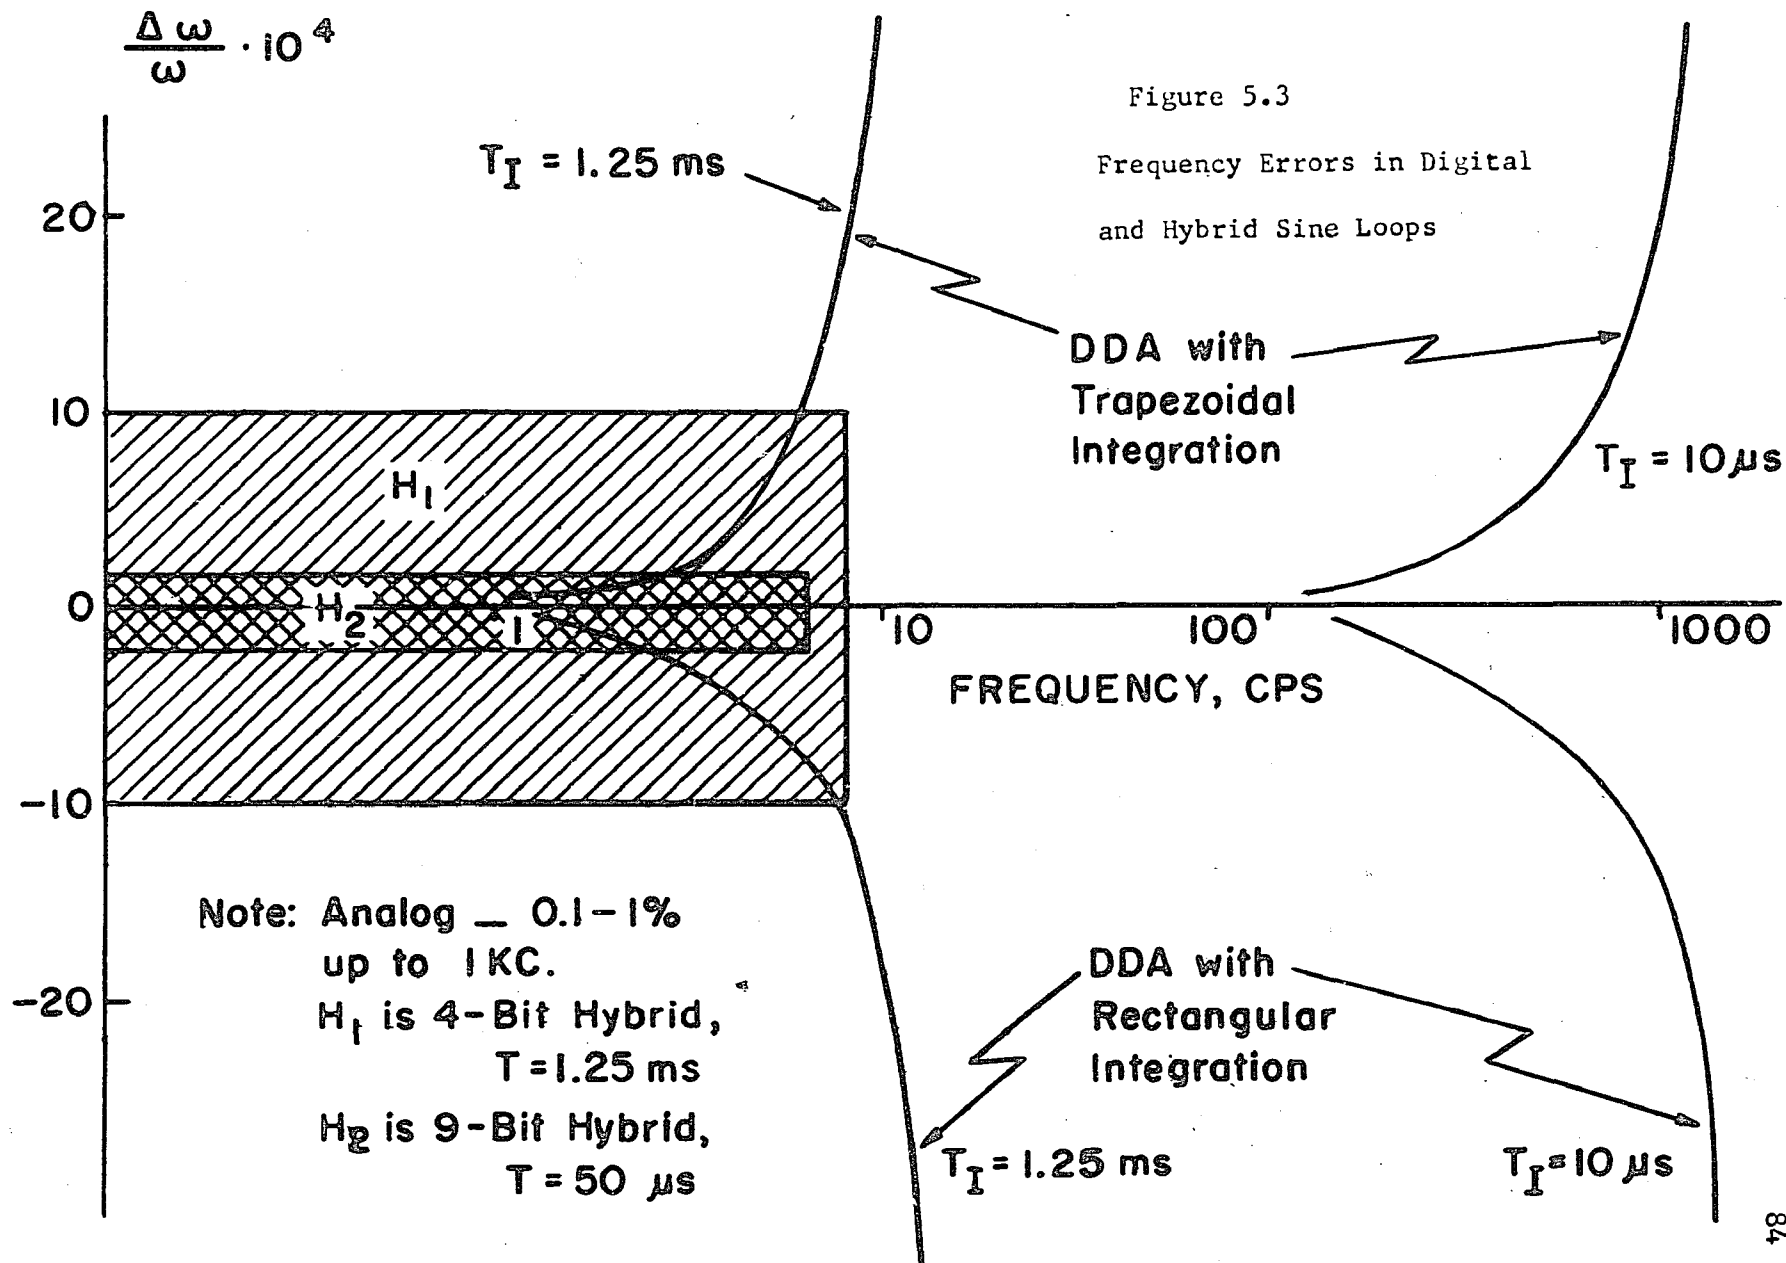 Δω
ω
· 10⁴
Figure 5.3
Frequency Errors in Digital
and Hybrid Sine Loops
T_I = 1.25 ms
20
10
0
-10
-20
DDA with
Trapezoidal
Integration
T_I = 10 μs
H₁
H₂
1
10
100
1000
FREQUENCY, CPS
Note: Analog — 0.1-1%
up to 1 KC.
H₁ is 4-Bit Hybrid,
T = 1.25 ms
H₂ is 9-Bit Hybrid,
T = 50 μs
DDA with
Rectangular
Integration
T_I = 1.25 ms
T_I = 10 μs
84